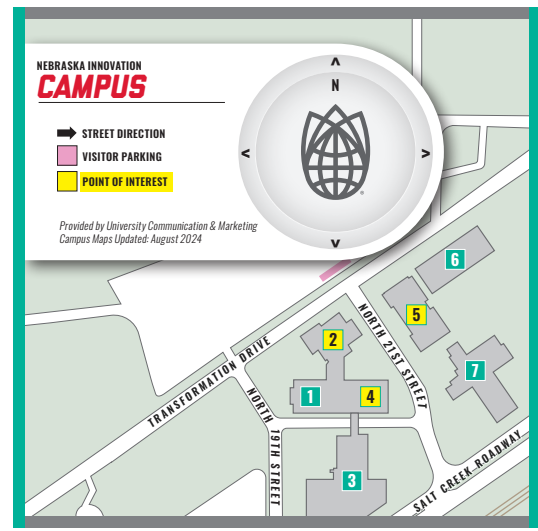 NEBRASKA INNOVATION
CAMPUS
STREET DIRECTION
VISITOR PARKING
POINT OF INTEREST
Provided by University Communication & Marketing
Campus Maps Updated: August 2024
N
6
5
2
7
1
4
3
TRANSFORMATION DRIVE
NORTH 21ST STREET
NORTH 19TH STREET
SALT CREEK ROADWAY